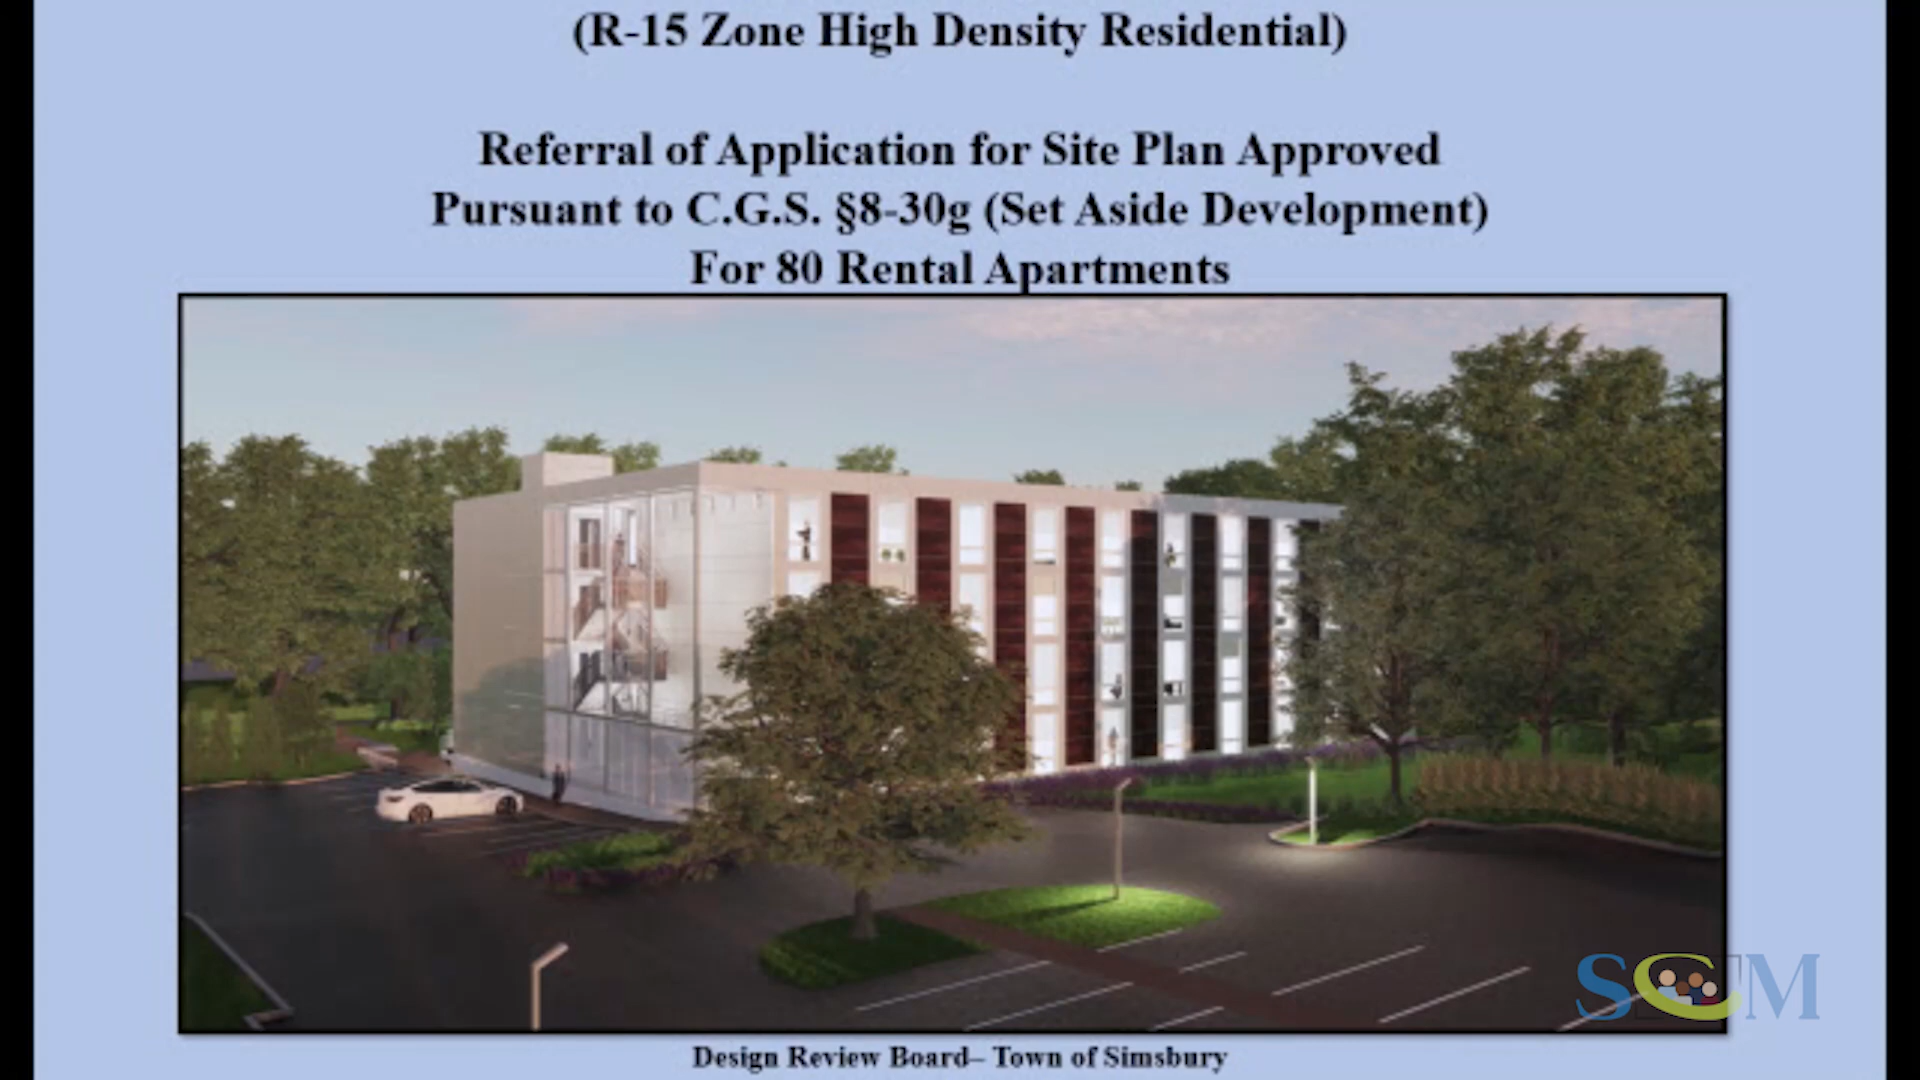 (R-15 Zone High Density Residential)
Referral of Application for Site Plan Approved
Pursuant to C.G.S. §8-30g (Set Aside Development)
For 80 Rental Apartments
SCM
Design Review Board– Town of Simsbury